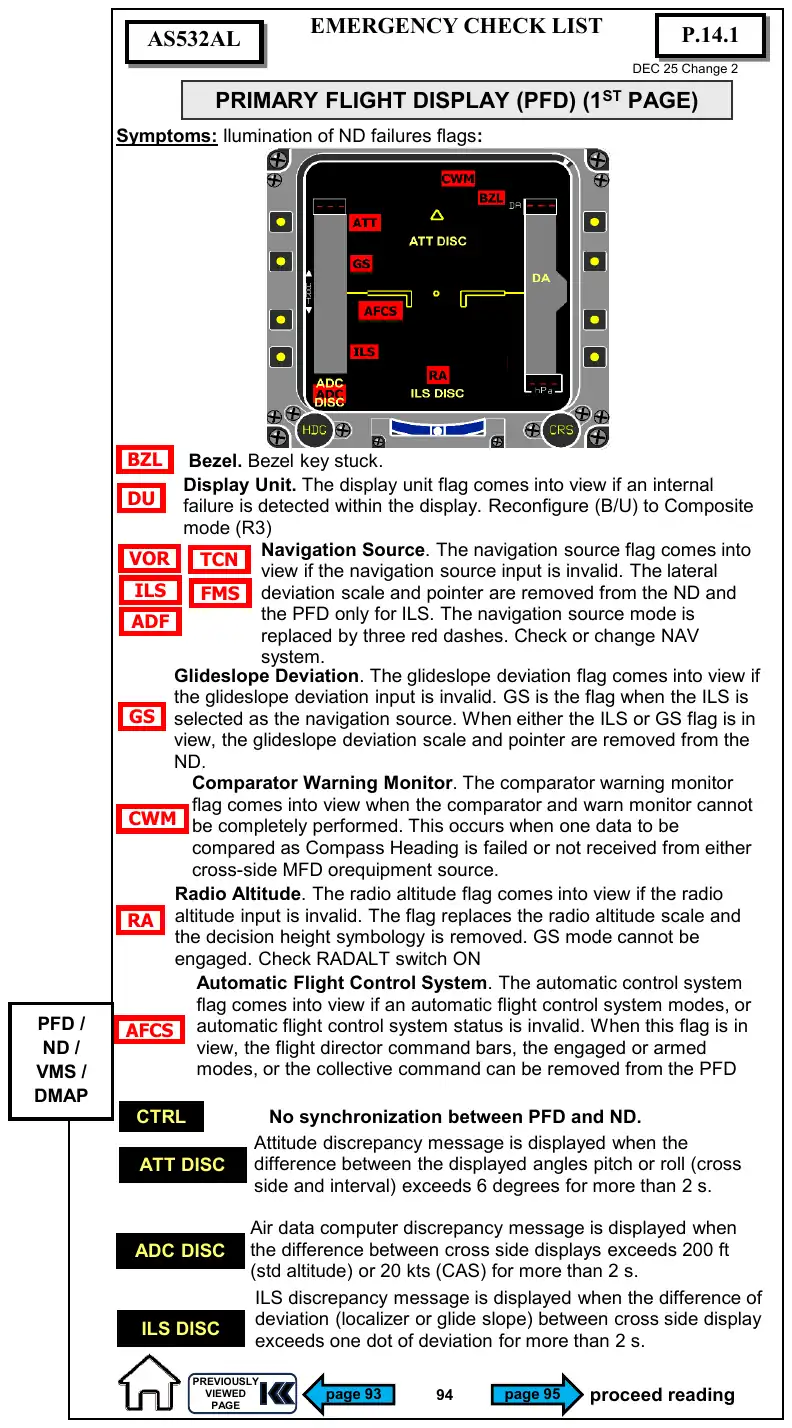 AS532AL
EMERGENCY CHECK LIST
P.14.1
DEC 25 Change 2
PRIMARY FLIGHT DISPLAY (PFD) (1ST PAGE)
Symptoms: Ilumination of ND failures flags:
CWM
BZL
DA
---
---
ATT
ATT DISC
GS
DA
AFCS
ILS
RA
ADC
ADC
DISC
ILS DISC
hPa
HDG
CRS
BZL
Bezel. Bezel key stuck.
DU
Display Unit. The display unit flag comes into view if an internal
failure is detected within the display. Reconfigure (B/U) to Composite
mode (R3)
VOR
TCN
ILS
FMS
ADF
Navigation Source. The navigation source flag comes into
view if the navigation source input is invalid. The lateral
deviation scale and pointer are removed from the ND and
the PFD only for ILS. The navigation source mode is
replaced by three red dashes. Check or change NAV
system.
GS
Glideslope Deviation. The glideslope deviation flag comes into view if
the glideslope deviation input is invalid. GS is the flag when the ILS is
selected as the navigation source. When either the ILS or GS flag is in
view, the glideslope deviation scale and pointer are removed from the
ND.
CWM
Comparator Warning Monitor. The comparator warning monitor
flag comes into view when the comparator and warn monitor cannot
be completely performed. This occurs when one data to be
compared as Compass Heading is failed or not received from either
cross-side MFD orequipment source.
RA
Radio Altitude. The radio altitude flag comes into view if the radio
altitude input is invalid. The flag replaces the radio altitude scale and
the decision height symbology is removed. GS mode cannot be
engaged. Check RADALT switch ON
AFCS
Automatic Flight Control System. The automatic control system
flag comes into view if an automatic flight control system modes, or
automatic flight control system status is invalid. When this flag is in
view, the flight director command bars, the engaged or armed
modes, or the collective command can be removed from the PFD
PFD /
ND /
VMS /
DMAP
CTRL
No synchronization between PFD and ND.
ATT DISC
Attitude discrepancy message is displayed when the
difference between the displayed angles pitch or roll (cross
side and interval) exceeds 6 degrees for more than 2 s.
ADC DISC
Air data computer discrepancy message is displayed when
the difference between cross side displays exceeds 200 ft
(std altitude) or 20 kts (CAS) for more than 2 s.
ILS DISC
ILS discrepancy message is displayed when the difference of
deviation (localizer or glide slope) between cross side display
exceeds one dot of deviation for more than 2 s.
PREVIOUSLY
VIEWED
PAGE
page 93
94
page 95
proceed reading